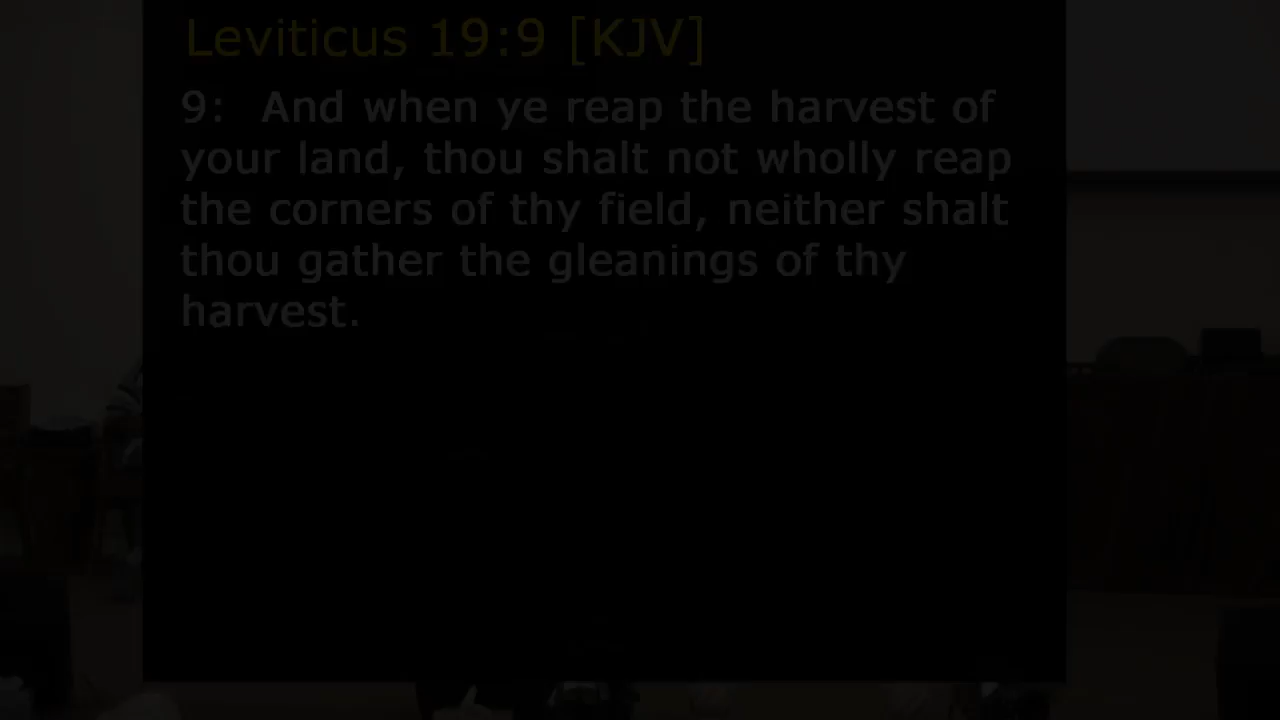 Leviticus 19:9 [KJV]
9: And when ye reap the harvest of
your land, thou shalt not wholly reap
the corners of thy field, neither shalt
thou gather the gleanings of thy
harvest.